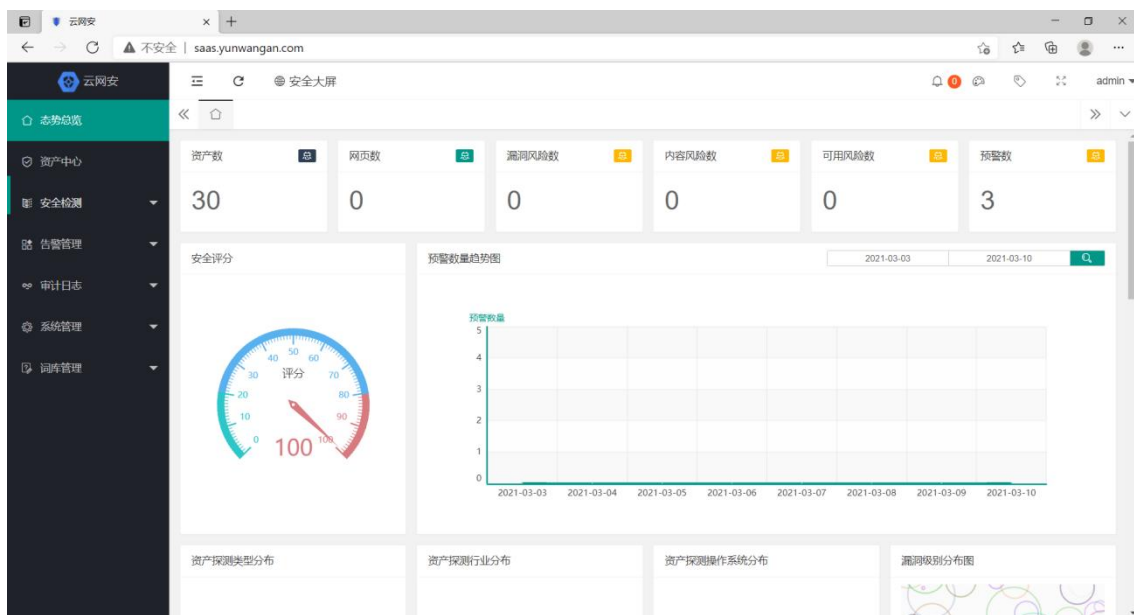 云网安
不安全 | saas.yunwangan.com
云网安
安全大屏
0
admin
态势总览
资产中心
安全检测
告警管理
审计日志
系统管理
词库管理
资产数 总
30
网页数 总
0
漏洞风险数 总
0
内容风险数 总
0
可用风险数 总
0
预警数 总
3
安全评分
0
10
20
30
40
50
60
70
80
90
100
评分
100
预警数量趋势图
2021-03-03 2021-03-10
预警数量
5
4
3
2
1
0
2021-03-03 2021-03-04 2021-03-05 2021-03-06 2021-03-07 2021-03-08 2021-03-09 2021-03-10
资产探测类型分布
资产探测行业分布
资产探测操作系统分布
漏洞级别分布图